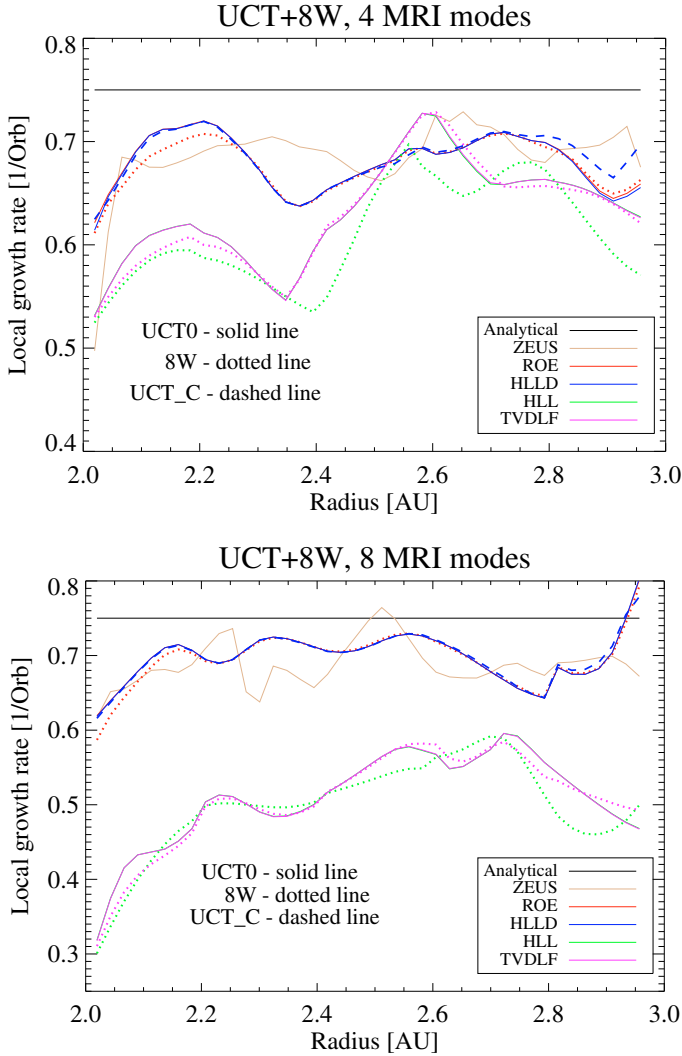 UCT+8W, 4 MRI modes
0.8
0.7
0.6
0.5
0.4
Local growth rate [1/Orb]
UCT0 - solid line
8W - dotted line
UCT_C - dashed line
Analytical
ZEUS
ROE
HLLD
HLL
TVDLF
2.0 2.2 2.4 2.6 2.8 3.0
Radius [AU]
UCT+8W, 8 MRI modes
0.8
0.7
0.6
0.5
0.4
0.3
Local growth rate [1/Orb]
UCT0 - solid line
8W - dotted line
UCT_C - dashed line
Analytical
ZEUS
ROE
HLLD
HLL
TVDLF
2.0 2.2 2.4 2.6 2.8 3.0
Radius [AU]